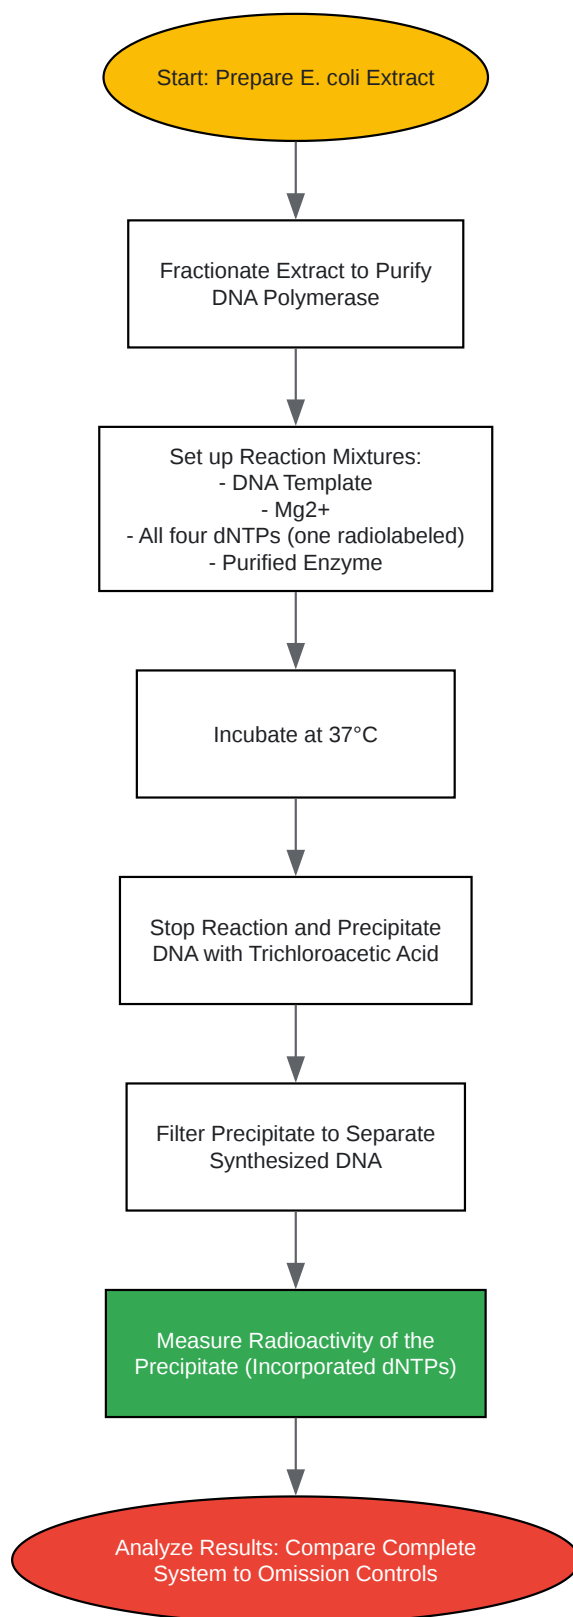 Start: Prepare E. coli Extract
Fractionate Extract to Purify
DNA Polymerase
Set up Reaction Mixtures:
- DNA Template
- Mg2+
- All four dNTPs (one radiolabeled)
- Purified Enzyme
Incubate at 37°C
Stop Reaction and Precipitate
DNA with Trichloroacetic Acid
Filter Precipitate to Separate
Synthesized DNA
Measure Radioactivity of the
Precipitate (Incorporated dNTPs)
Analyze Results: Compare Complete
System to Omission Controls